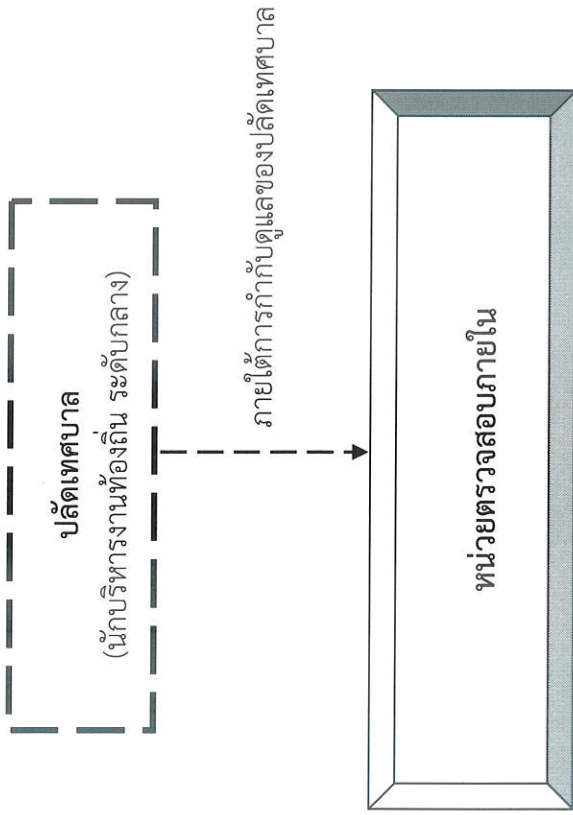 ปลัดเทศบาล
(นักบริหารงานท้องถิ่น ระดับกลาง)
ภายใต้การกำกับดูแลของปลัดเทศบาล
หน่วยตรวจสอบภายใน